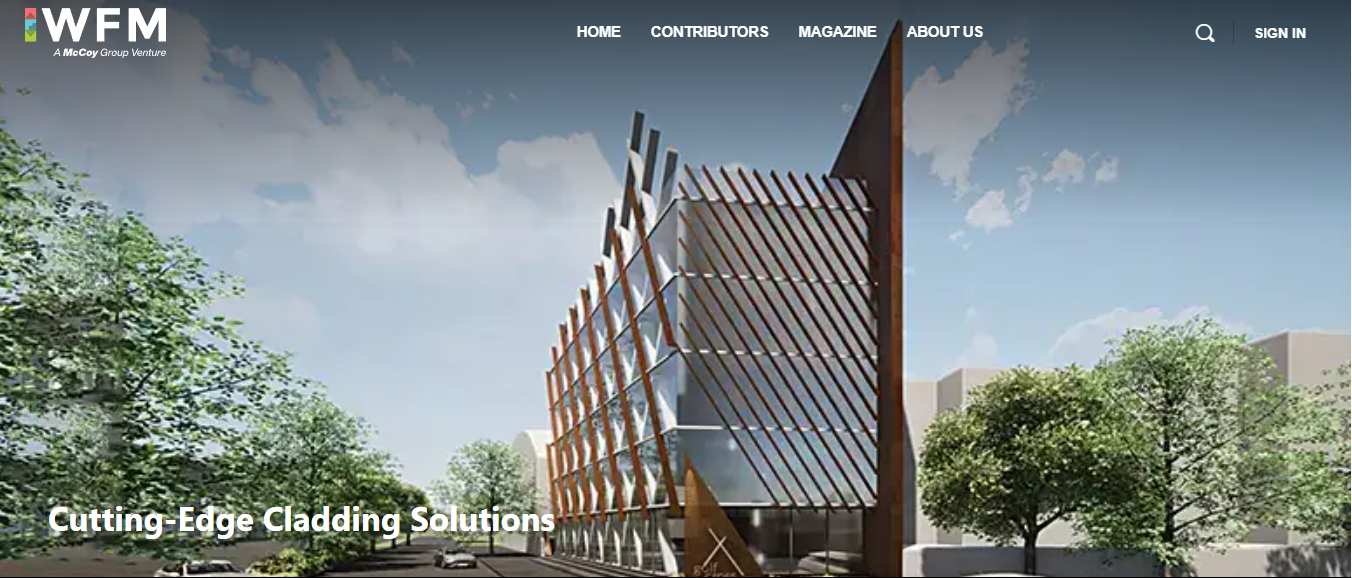 WFM
A McCoy Group Venture
HOME CONTRIBUTORS MAGAZINE ABOUT US
SIGN IN
Cutting-Edge Cladding Solutions